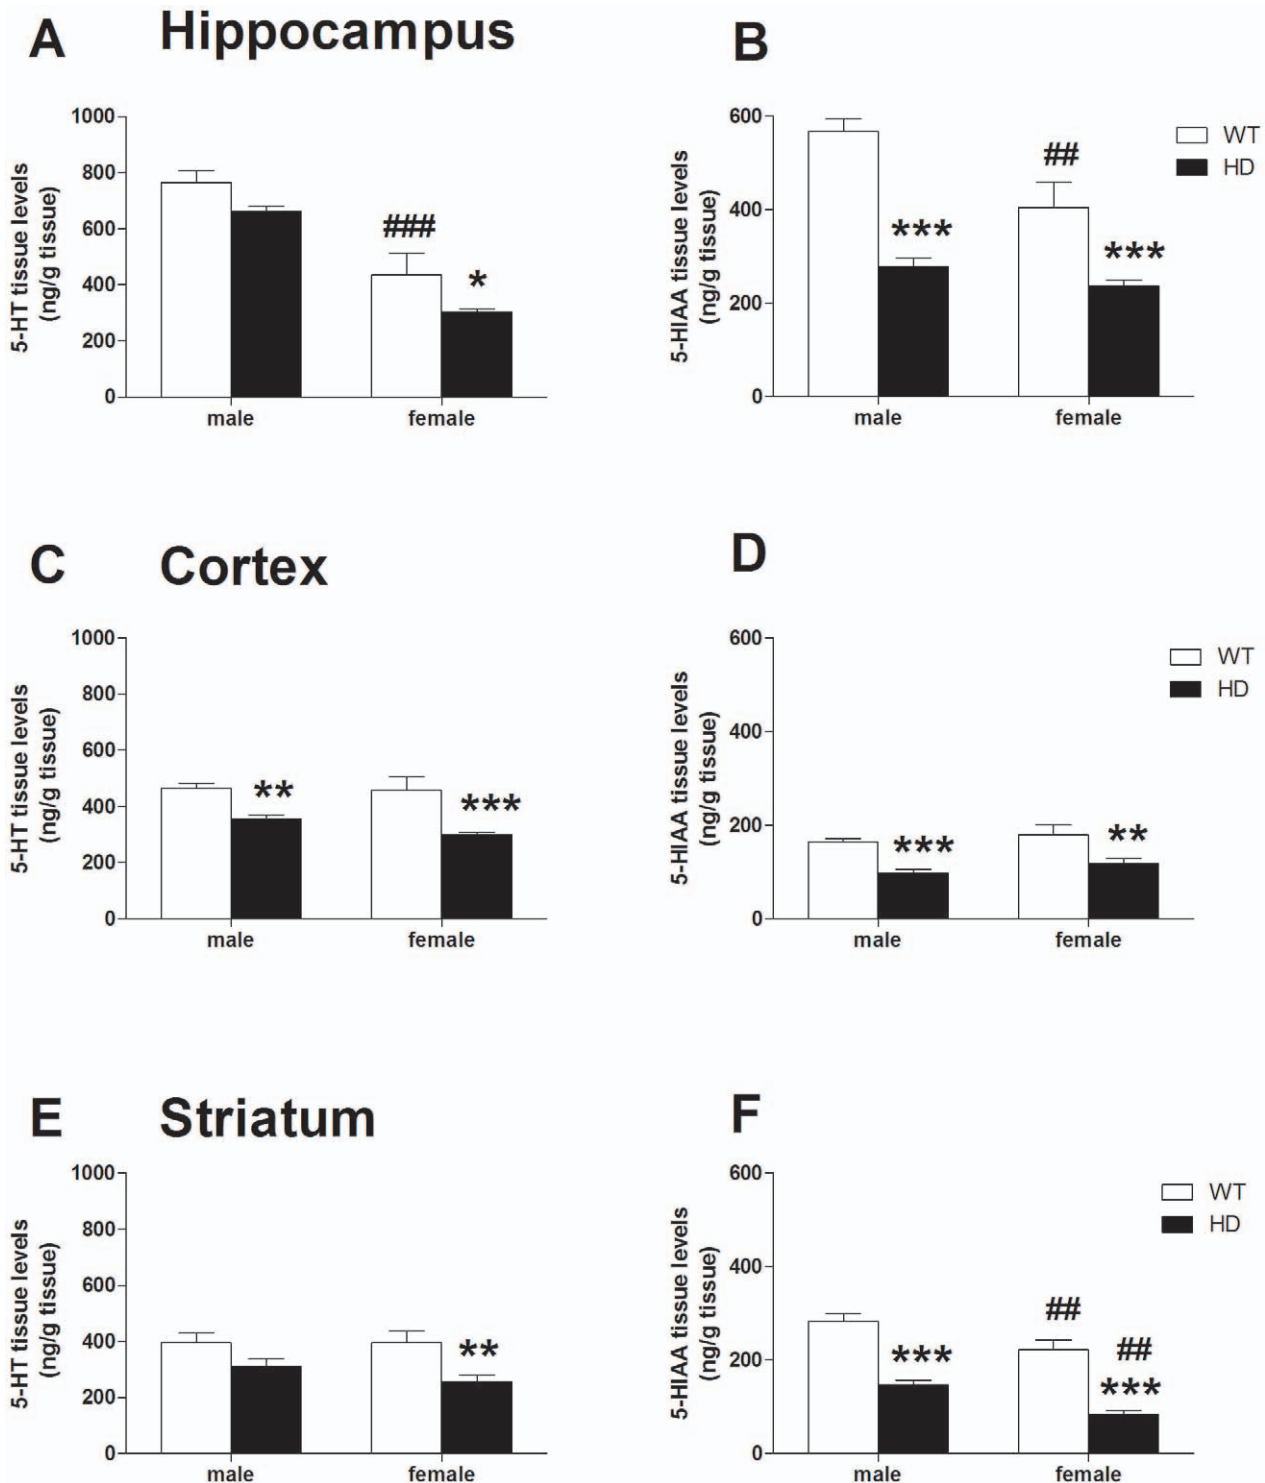 A Hippocampus
5-HT tissue levels
(ng/g tissue)
1000
800
600
400
200
0
###
*
male female
B
5-HIAA tissue levels
(ng/g tissue)
600
400
200
0
***
##
***
male female
WT
HD
C Cortex
5-HT tissue levels
(ng/g tissue)
1000
800
600
400
200
0
**
***
male female
D
5-HIAA tissue levels
(ng/g tissue)
600
400
200
0
***
**
male female
WT
HD
E Striatum
5-HT tissue levels
(ng/g tissue)
1000
800
600
400
200
0
**
male female
F
5-HIAA tissue levels
(ng/g tissue)
600
400
200
0
***
##
##
***
male female
WT
HD